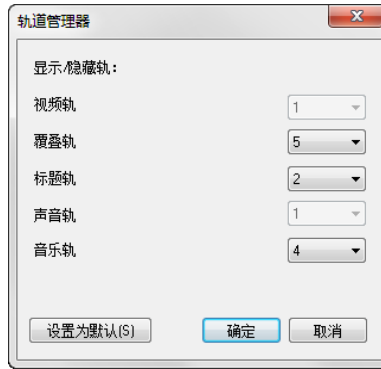 轨道管理器
显示/隐藏轨:
视频轨 1
覆叠轨 5
标题轨 2
声音轨 1
音乐轨 4
设置为默认(S) 确定 取消